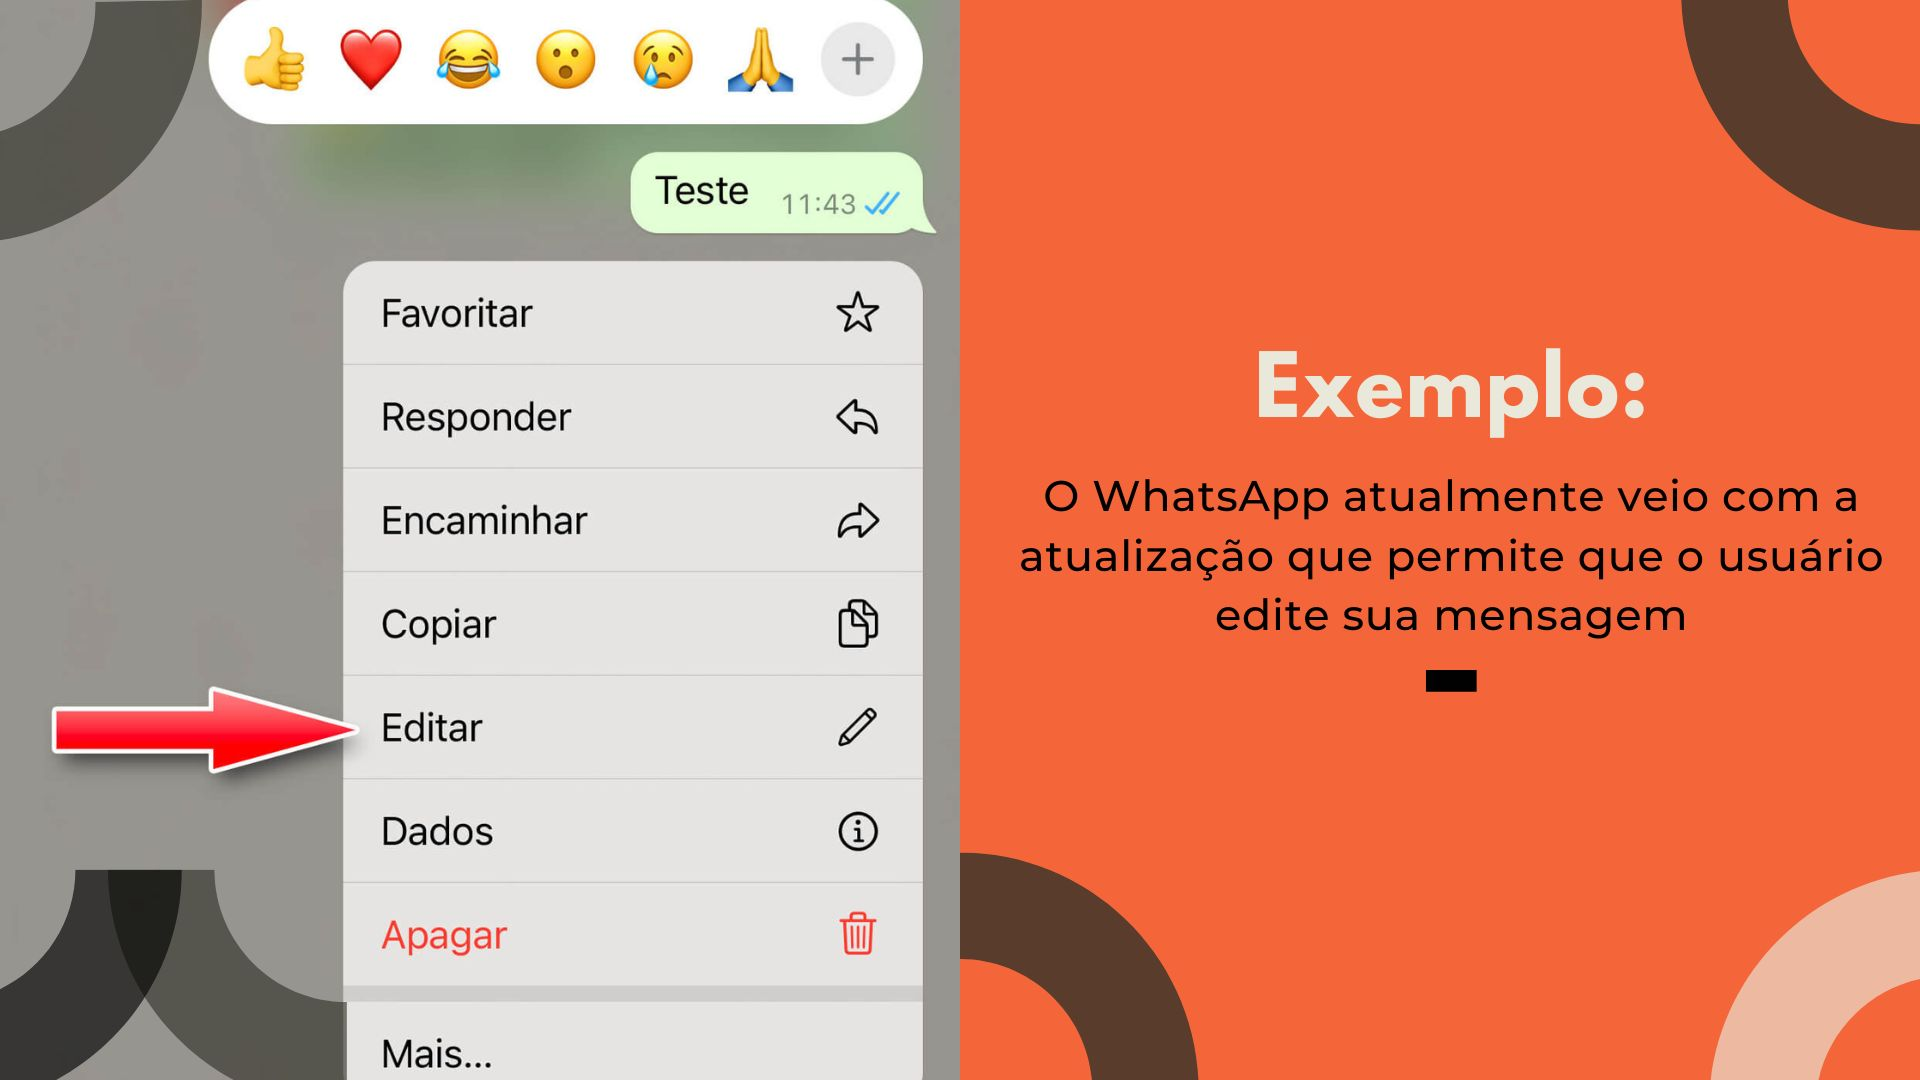 Teste 11:43
Favoritar
Responder
Encaminhar
Copiar
Editar
Dados
Apagar
Mais...
Exemplo:
O WhatsApp atualmente veio com a
atualização que permite que o usuário
edite sua mensagem